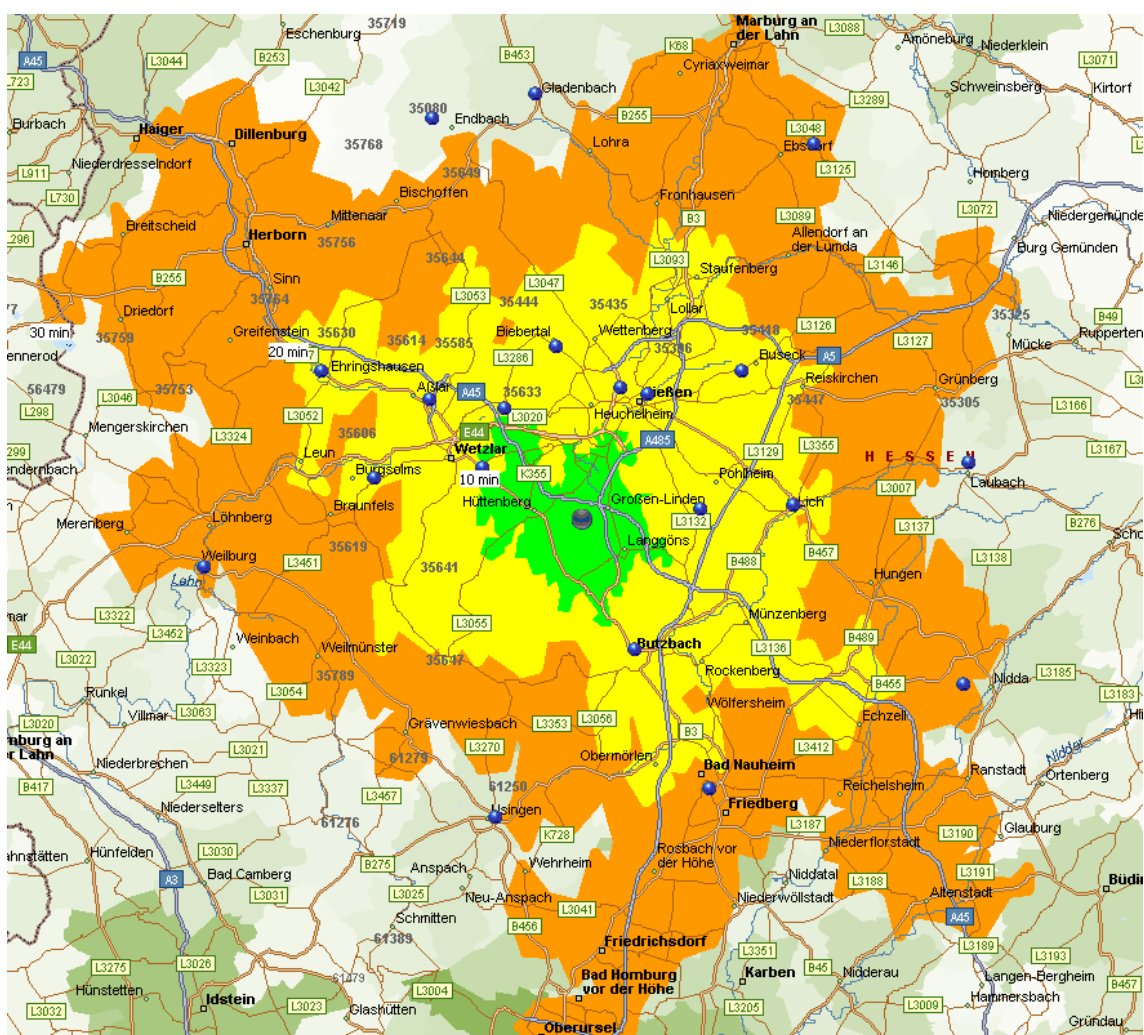 35719
Marburg an
der Lahn
L3088
Eschenburg
K68
Amöneburg
Niederklein
A45
L3044
B253
B453
Cyriaxweimar
L3071
L723
L3042
Gladenbach
Schweinsberg
Kirtorf
L3289
35080
B255
Burbach
Haiger
Dillenburg
Endbach
L3048
35768
Lohra
Ebsdorf
Niederdresselndorf
35649
L3125
L911
Homberg
L730
Bischoffen
Fronhausen
L3072
Mittenaar
B3
L3089
Niedergemünden
L296
Breitscheid
Allendorf an
der Lumda
35756
Herborn
Burg Gemünden
35644
L3093
L3146
B255
Sinn
L3053
L3047
Staufenberg
35764
35444
35435
Lollar
35325
Driedorf
L3126
B49
30 min
35759
Greifenstein
35630
35614
35585
Biebertal
Wettenberg
35418
Ruppertenrod
ennerod
L3127
Mücke
20 min
35396
Buseck
A5
L3286
Ehringshausen
Reiskirchen
Grünberg
56479
35753
Aßlar
A45
35633
Gießen
35447
35305
L3046
L298
L3020
Heuchelheim
L3166
L3052
Mengerskirchen
L3324
35606
E44
A485
L3355
L3167
L299
Wetzlar
L3129
HESSEN
endernbach
Leun
K355
Pohlheim
Laubach
Burgsolms
10 min
L3007
Hüttenberg
Großen-Linden
Lich
Braunfels
Löhnberg
L3132
L3137
B276
Merenberg
35619
Langgöns
B457
Weilburg
L3451
L3138
35641
B488
Lahn
Hungen
L3322
L3055
Münzenberg
L3452
E44
Weinbach
Butzbach
L3136
B489
L3022
Weilmünster
35647
L3323
Rockenberg
L3185
35789
B455
Runkel
L3054
Wölfersheim
Nidda
L3183
L3063
L3056
L3353
Villmar
Echzell
L3020
Grävenwiesbach
B3
L3021
L3270
L3412
Obermörlen
Nidder
Niederbrechen
61279
Bad Nauheim
Ranstadt
B417
L3449
L3337
61250
Reichelsheim
Ortenberg
L3457
Friedberg
Niederselters
Usingen
61276
L3187
K728
L3190
Glauburg
Rosbach vor
der Höhe
Niederflorstadt
Hünfelden
L3030
B275
Wehrheim
ahnstätten
Anspach
L3191
Niddatal
A3
Bad Camberg
L3188
Büdin
L3025
Altenstadt
L3031
Neu-Anspach
Niederwöllstadt
Schmitten
L3041
A45
B456
61389
Friedrichsdorf
L3189
L3351
L3193
L3275
L3026
61479
Karben
B45
Bad Homburg
vor der Höhe
Nidderau
Langen-Bergheim
Hünstetten
L3004
B457
Idstein
L3023
L3032
Glashütten
L3205
L3009
Hammersbach
Gründau
Oberursel